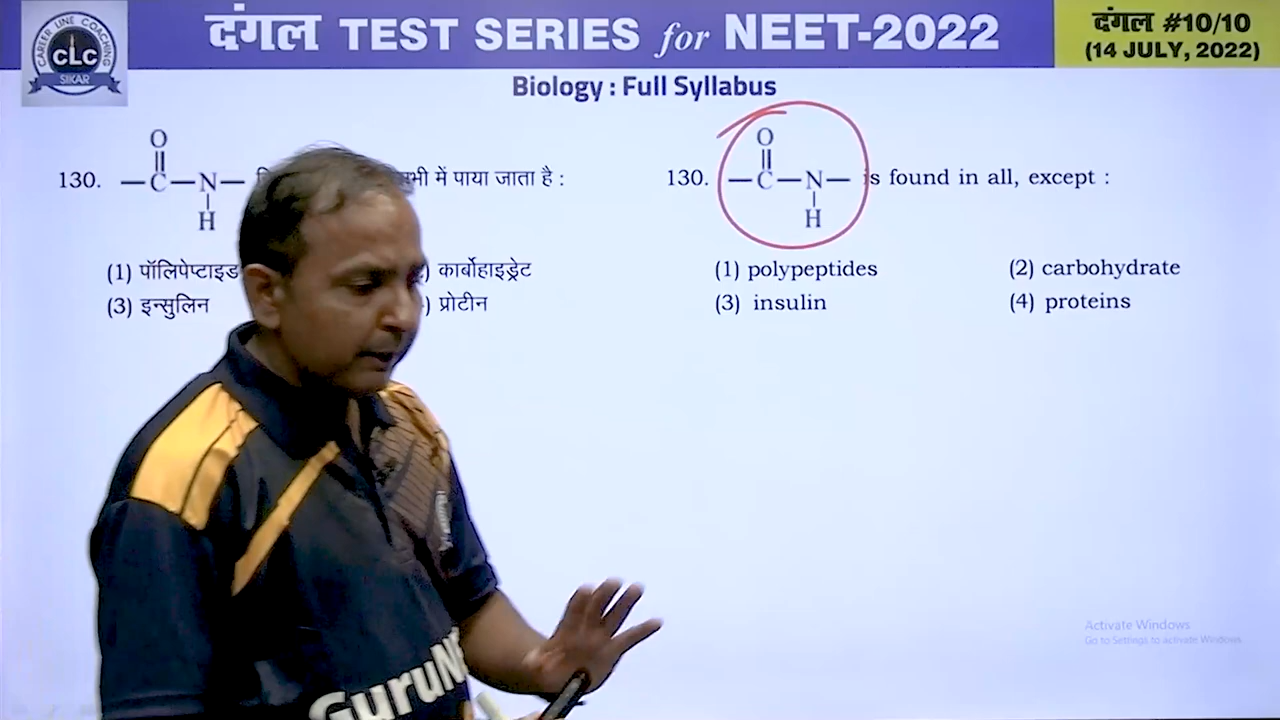 CAREER LINE COACHING
CLC
SIKAR
दंगल TEST SERIES for NEET-2022
दंगल #10/10
(14 JULY, 2022)
Biology : Full Syllabus
O
130. —C—N—
H
में पाया जाता है :
(1) पॉलिपेप्टाइड
कार्बोहाइड्रेट
(3) इन्सुलिन
प्रोटीन
O
130. —C—N— is found in all, except :
H
(1) polypeptides (2) carbohydrate
(3) insulin (4) proteins
Activate Windows
Go to Settings to activate Windows.